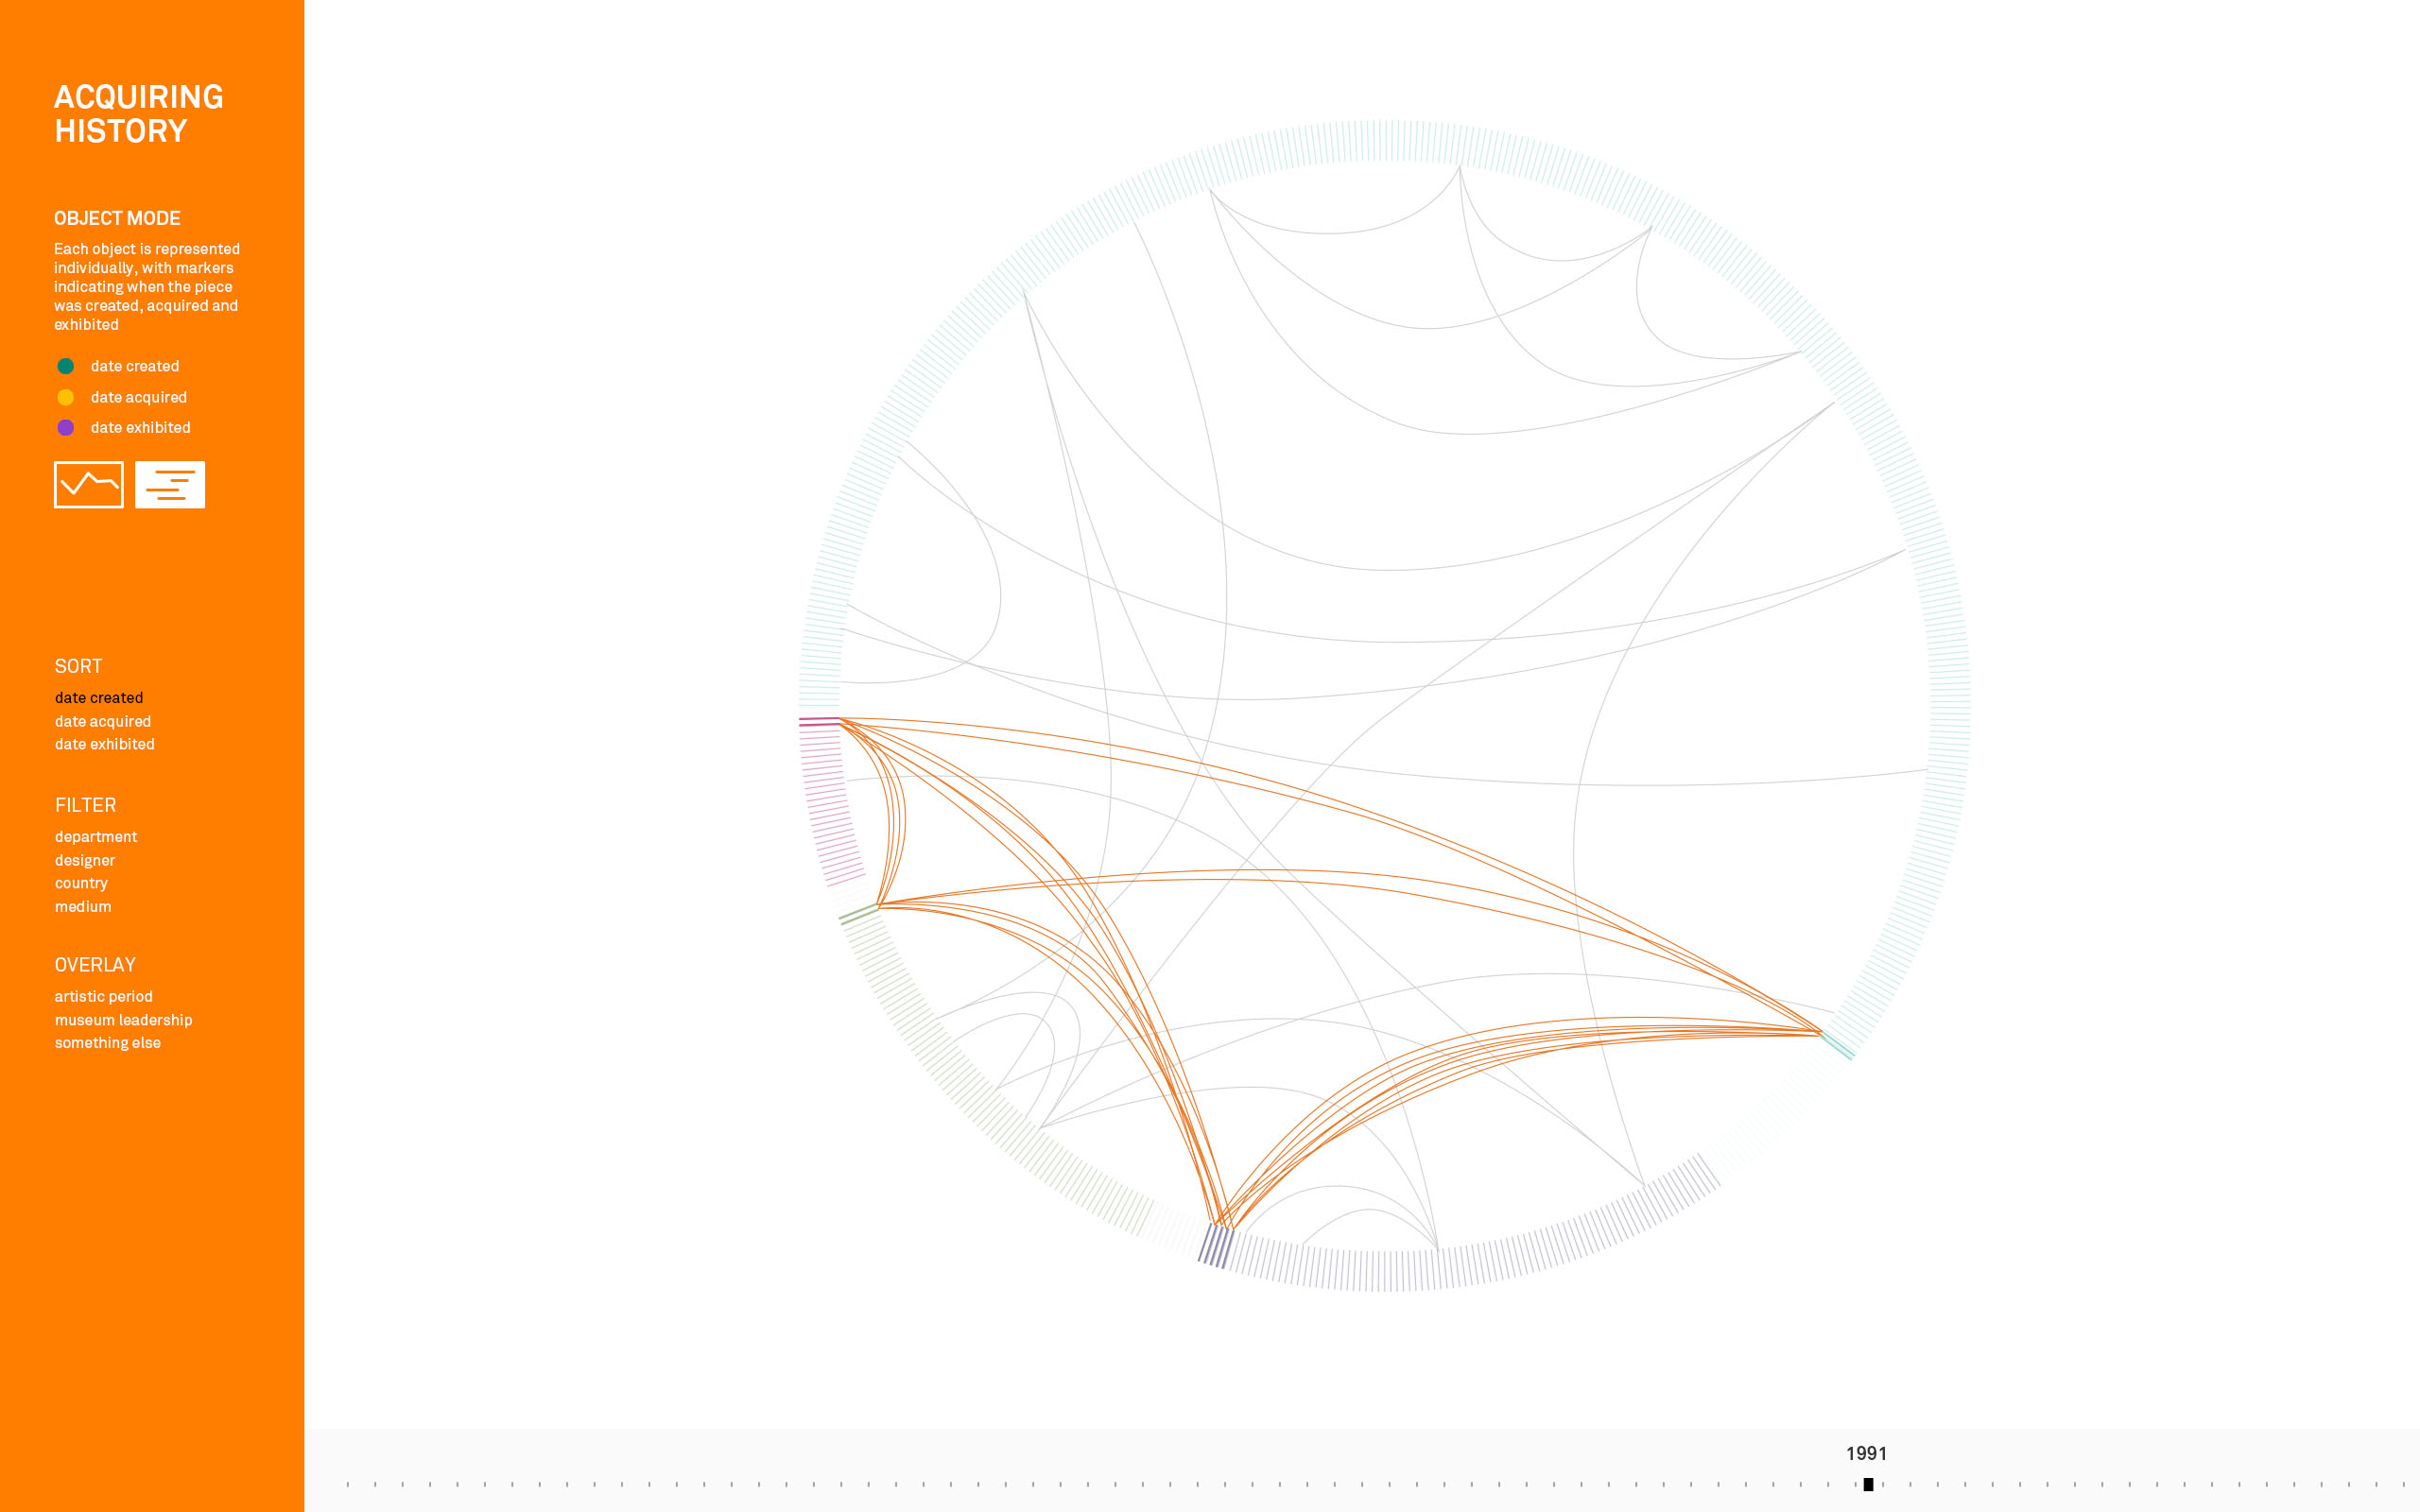 ACQUIRING
HISTORY
OBJECT MODE
Each object is represented
individually, with markers
indicating when the piece
was created, acquired and
exhibited
date created
date acquired
date exhibited
SORT
date created
date acquired
date exhibited
FILTER
department
designer
country
medium
OVERLAY
artistic period
museum leadership
something else
1991